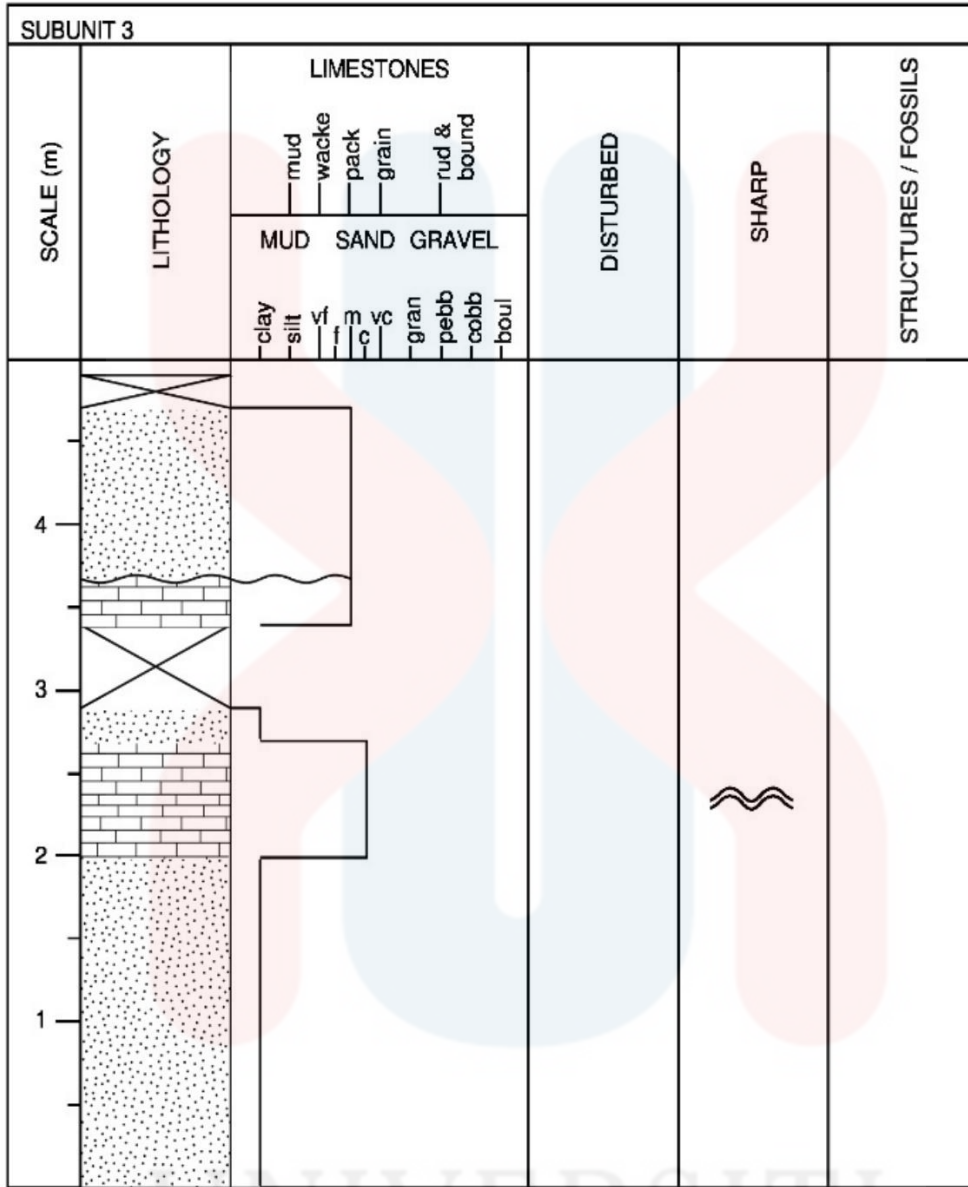 SUBUNIT 3
SCALE (m)
LITHOLOGY
LIMESTONES
mud
wacke
pack
grain
rud &
bound
MUD SAND GRAVEL
clay
silt
vf
f
m
c
vc
gran
pebb
cobb
boul
DISTURBED
SHARP
STRUCTURES / FOSSILS
4
3
2
1
UNIVERSITI